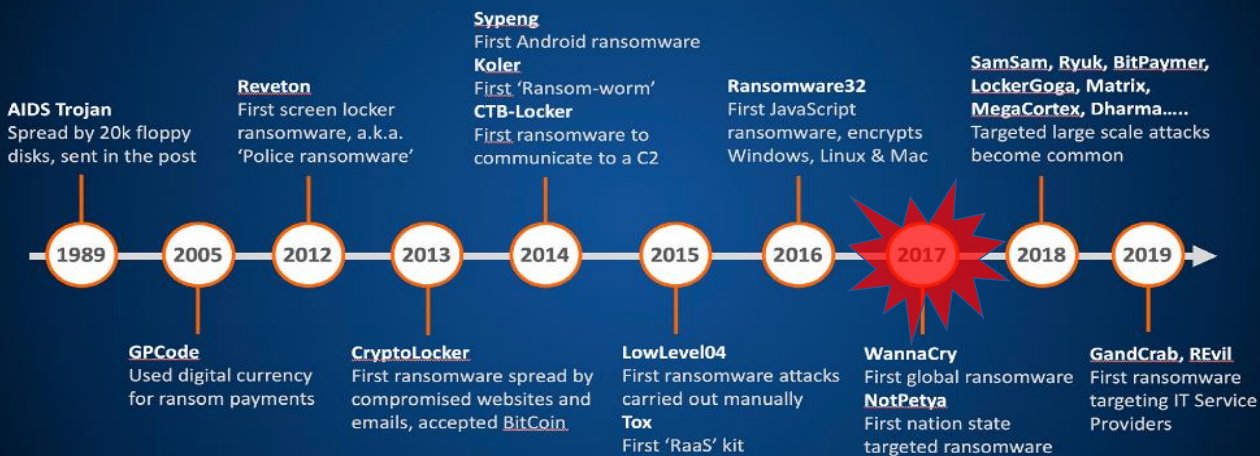 AIDS Trojan
Spread by 20k floppy
disks, sent in the post
Reveton
First screen locker
ransomware, a.k.a.
‘Police ransomware’
Sypeng
First Android ransomware
Koler
First ‘Ransom-worm’
CTB-Locker
First ransomware to
communicate to a C2
Ransomware32
First JavaScript
ransomware, encrypts
Windows, Linux & Mac
SamSam, Ryuk, BitPaymer,
LockerGoga, Matrix,
MegaCortex, Dharma.....
Targeted large scale attacks
become common
1989
2005
2012
2013
2014
2015
2016
2017
2018
2019
GPCode
Used digital currency
for ransom payments
CryptoLocker
First ransomware spread by
compromised websites and
emails, accepted BitCoin
LowLevel04
First ransomware attacks
carried out manually
Tox
First ‘RaaS’ kit
WannaCry
First global ransomware
NotPetya
First nation state
targeted ransomware
GandCrab, REvil
First ransomware
targeting IT Service
Providers